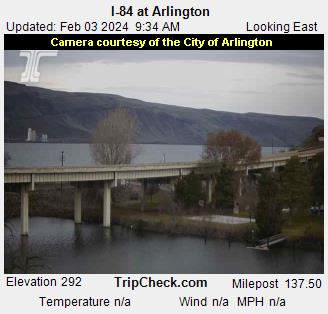 I-84 at Arlington
Updated: Feb 03 2024 9:34 AM Looking East
Camera courtesy of the City of Arlington
Elevation 292 TripCheck.com Milepost 137.50
Temperature n/a Wind n/a MPH n/a